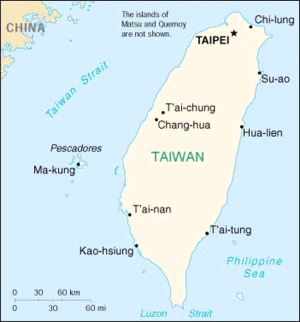 The islands of
Matsu and Quemoy
are not shown.
Chi-lung
CHINA
TAIPEI
Taiwan Strait
Su-ao
T'ai-chung
Chang-hua
Hua-lien
Pescadores
TAIWAN
Ma-kung
T'ai-nan
T'ai-tung
Kao-hsiung
Philippine
Sea
0 30 60 km
0 30 60 mi
Luzon Strait